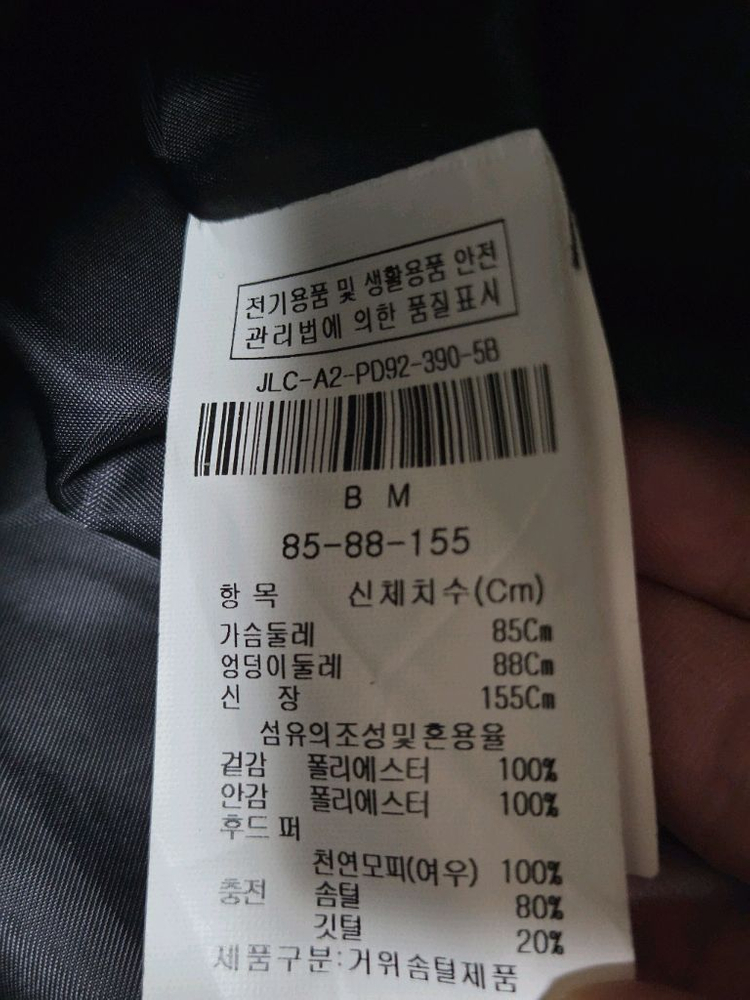 전기용품 및 생활용품 안전
관리법에 의한 품질표시
JLC-A2-PD92-390-5B
B M
85-88-155
항 목 신체치수(Cm)
가슴둘레 85Cm
엉덩이둘레 88Cm
신 장 155Cm
섬유의조성및혼용율
겉감 폴리에스터 100%
안감 폴리에스터 100%
후드 퍼
천연모피(여우) 100%
충전 솜털 80%
깃털 20%
제품구분:거위솜털제품